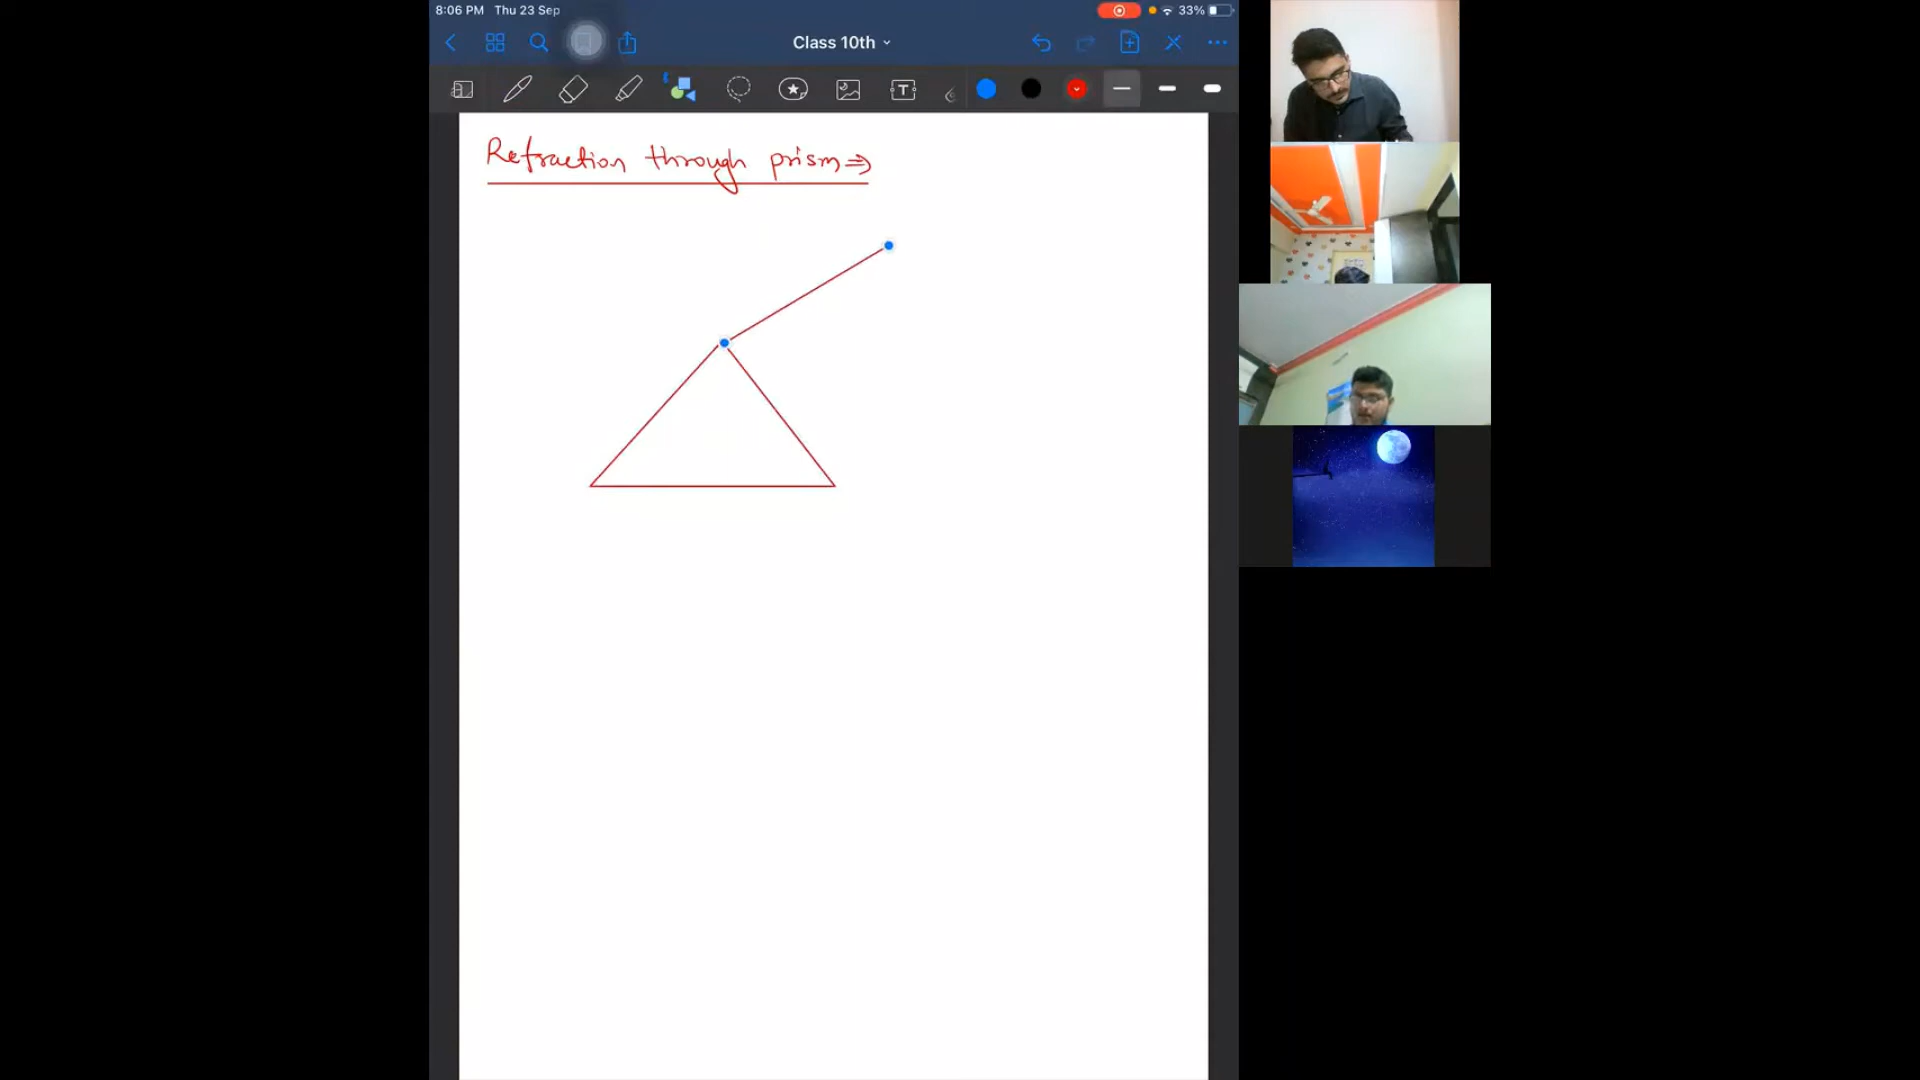 8:06 PM Thu 23 Sep
33%
Class 10th
T
Refraction through prism⇒